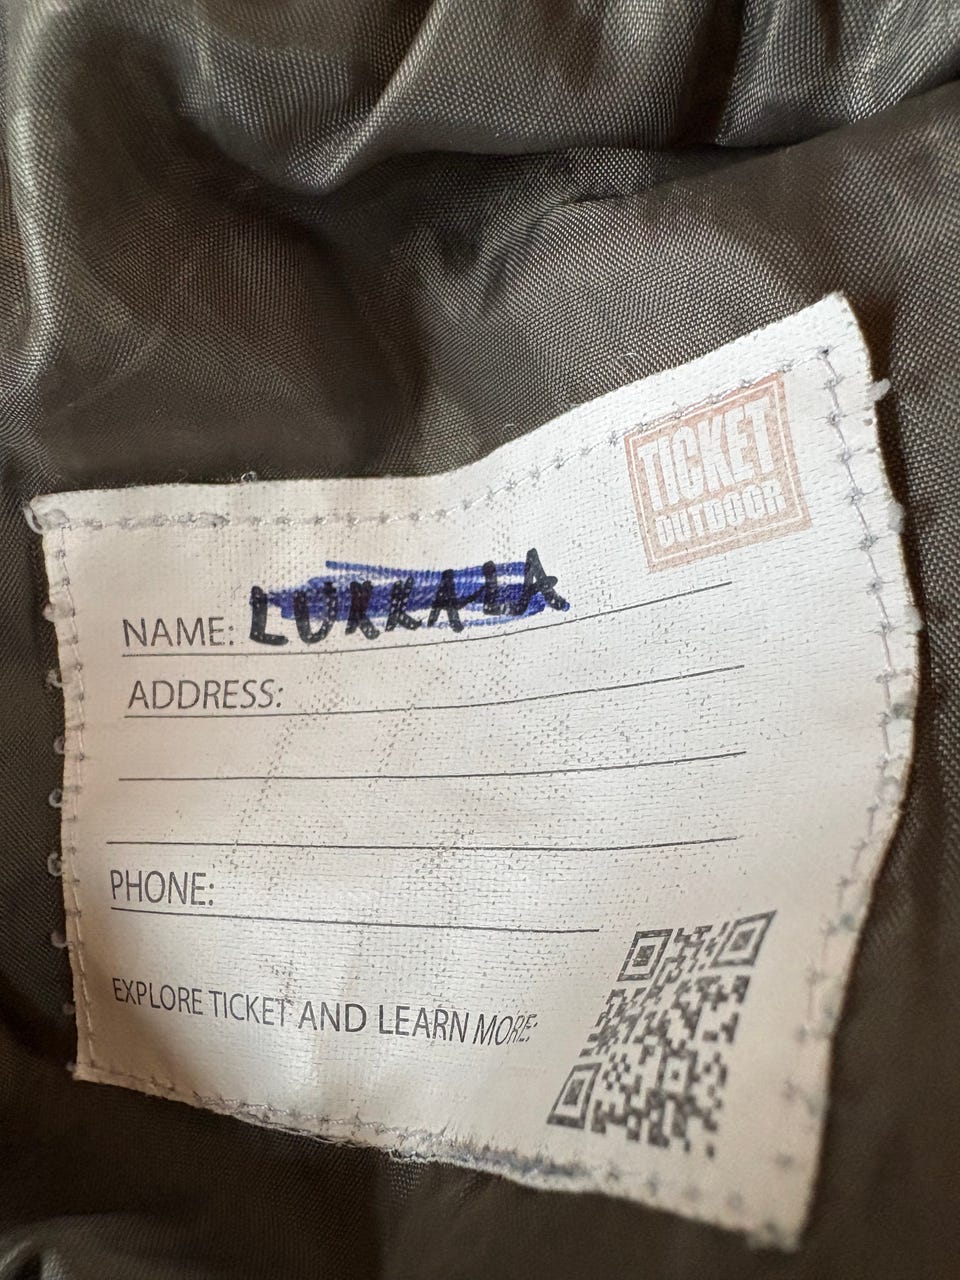 TICKET
OUTDOOR
NAME: LUKKALA
ADDRESS:
PHONE:
EXPLORE TICKET AND LEARN MORE: